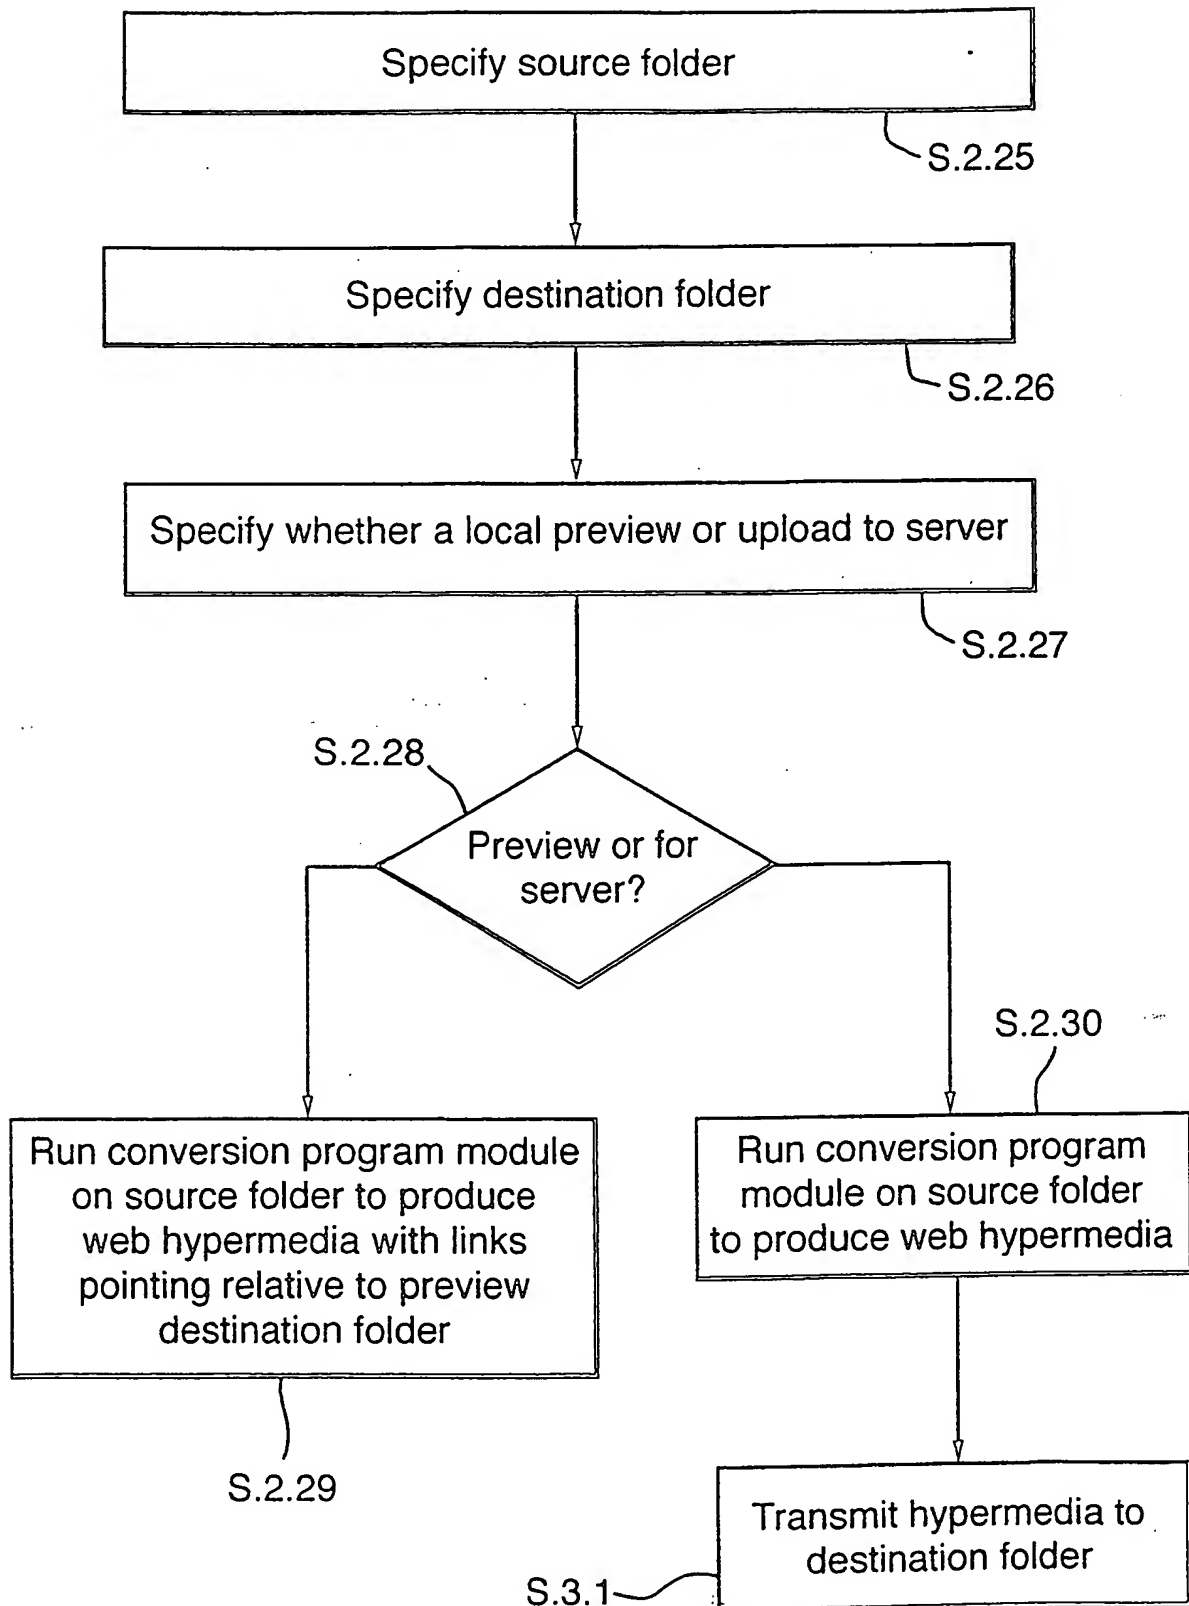 Specify source folder
S.2.25
Specify destination folder
S.2.26
Specify whether a local preview or upload to server
S.2.27
S.2.28
Preview or for
server?
S.2.30
Run conversion program module
on source folder to produce
web hypermedia with links
pointing relative to preview
destination folder
Run conversion program
module on source folder
to produce web hypermedia
S.2.29
Transmit hypermedia to
destination folder
S.3.1